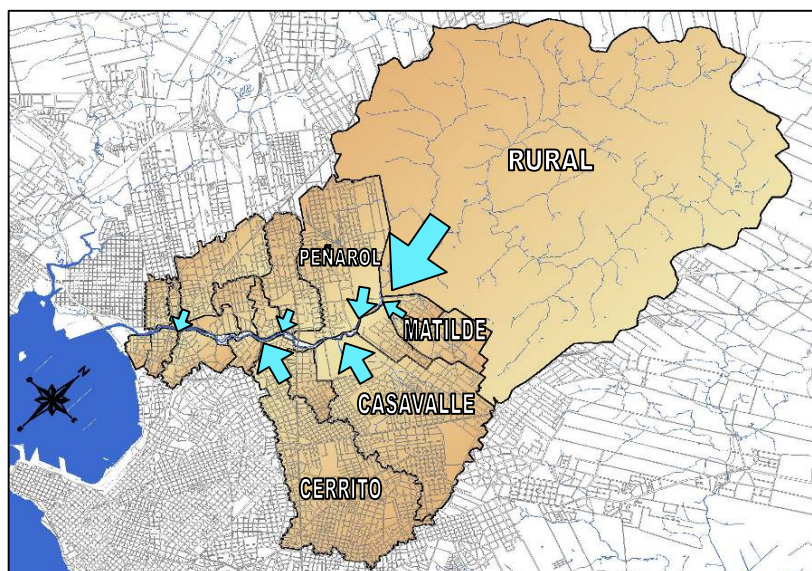 RURAL
PEÑAROL
MATILDE
CASAVALLE
CERRITO
N